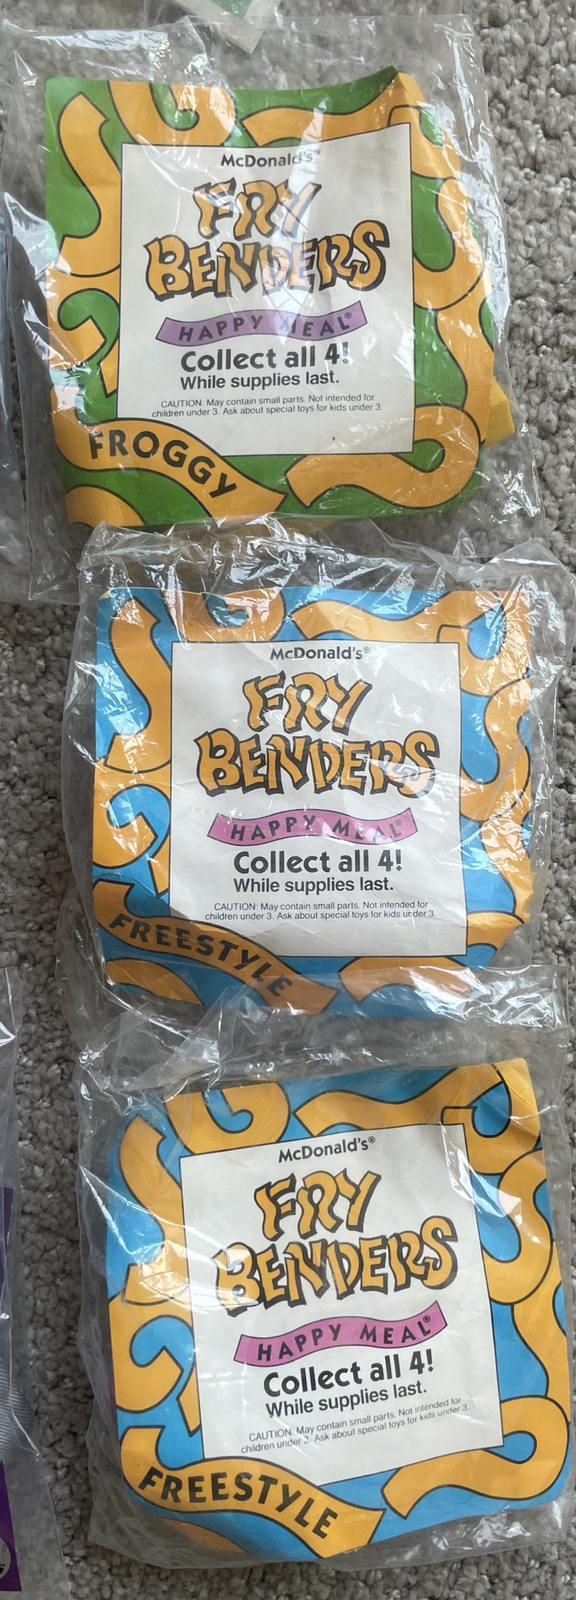 McDonald's®
FRY
BENDERS
HAPPY MEAL®
Collect all 4!
While supplies last.
CAUTION: May contain small parts. Not intended for
children under 3. Ask about special toys for kids under 3.
FROGGY
McDonald's®
FRY
BENDERS
HAPPY MEAL®
Collect all 4!
While supplies last.
CAUTION: May contain small parts. Not intended for
children under 3. Ask about special toys for kids under 3.
FREESTYLE
McDonald's®
FRY
BENDERS
HAPPY MEAL®
Collect all 4!
While supplies last.
CAUTION: May contain small parts. Not intended for
children under 3. Ask about special toys for kids under 3.
FREESTYLE